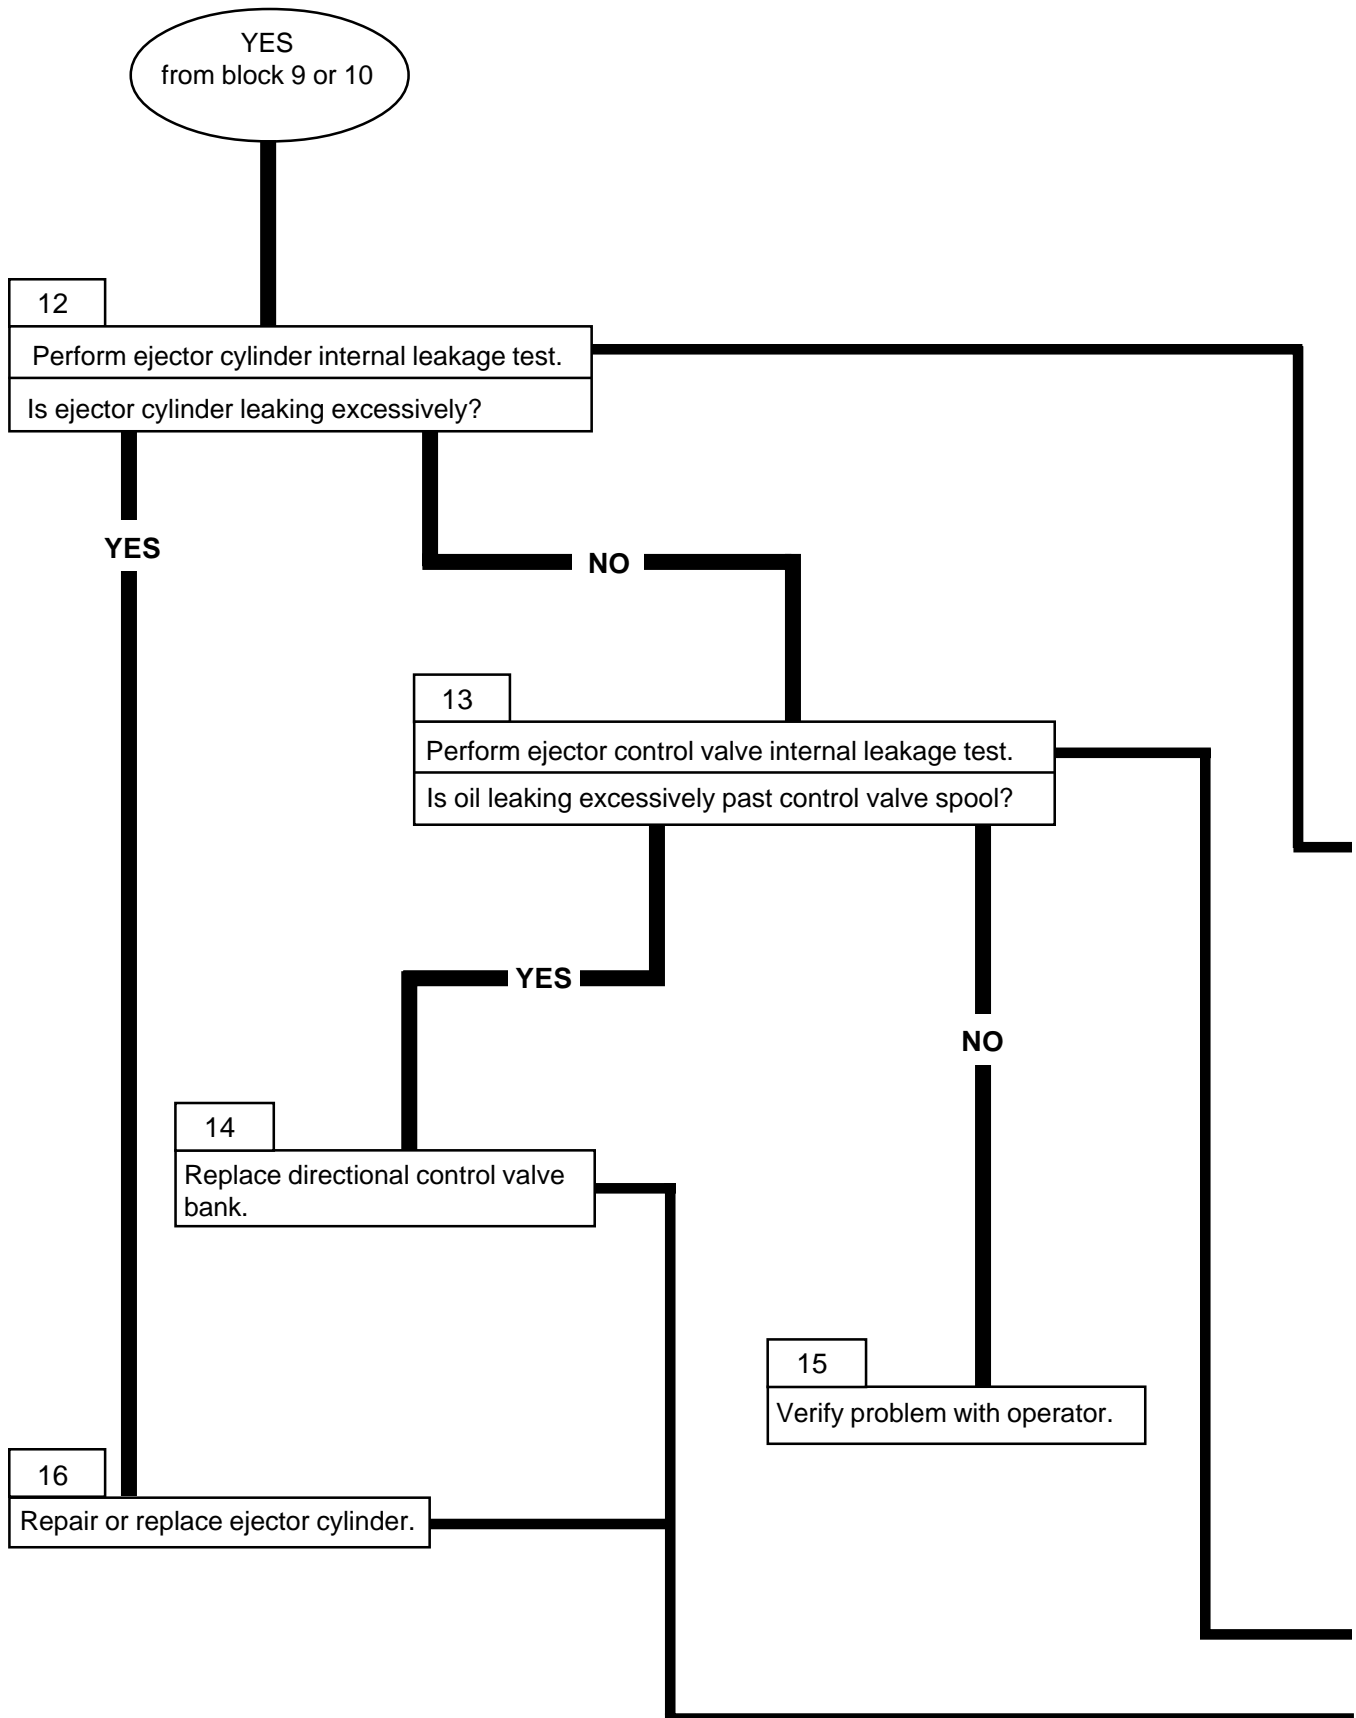 YES
from block 9 or 10
12
Perform ejector cylinder internal leakage test.
Is ejector cylinder leaking excessively?
YES
NO
13
Perform ejector control valve internal leakage test.
Is oil leaking excessively past control valve spool?
YES
NO
14
Replace directional control valve
bank.
15
Verify problem with operator.
16
Repair or replace ejector cylinder.